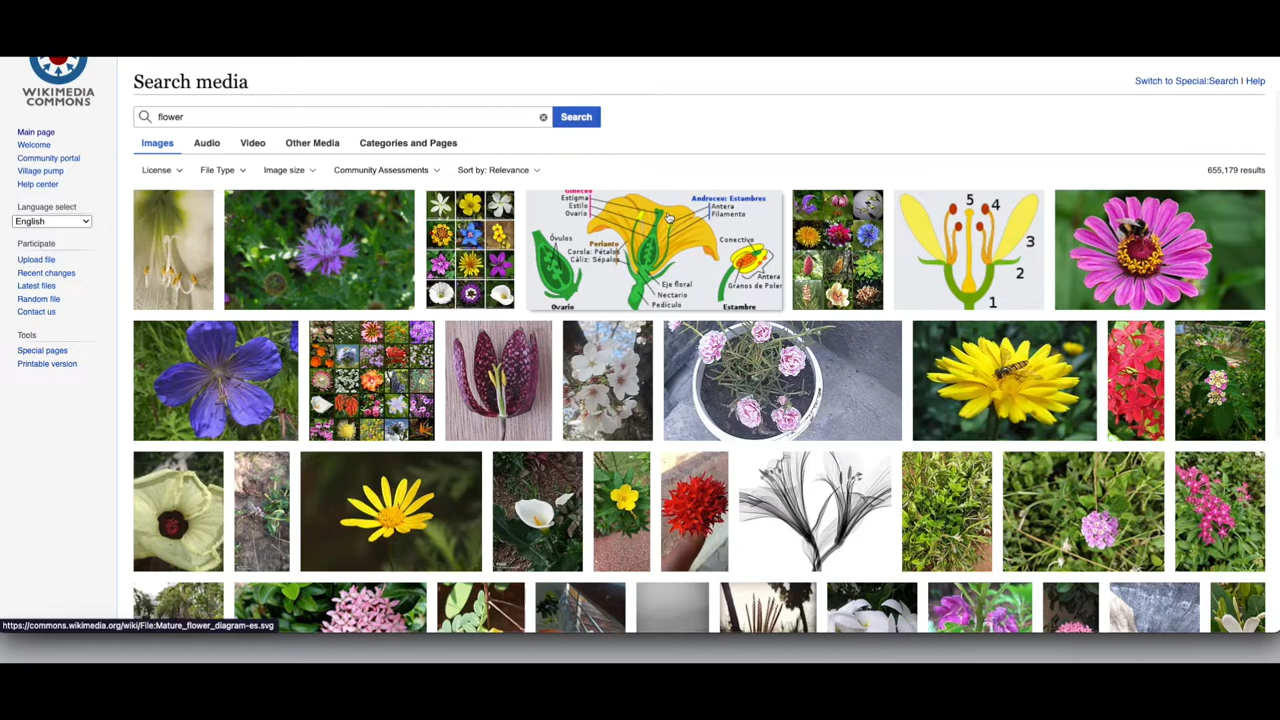 WIKIMEDIA
COMMONS
Main page
Welcome
Community portal
Village pump
Help center
Language select
English
Participate
Upload file
Recent changes
Latest files
Random file
Contact us
Tools
Special pages
Printable version
Search media
Switch to Special:Search | Help
flower
Search
Images
Audio
Video
Other Media
Categories and Pages
License
File Type
Image size
Community Assessments
Sort by: Relevance
655,179 results
Gineceo
Estigma
Estilo
Ovario
Androceo: Estambres
Antera
Filamento
Óvulos
Perianto
Corola: Pétalos
Cáliz: Sépalos
Conectivo
Antera
Granos de Polen
Eje floral
Nectario
Pedículo
Ovario
Estambre
5
4
3
2
1
https://commons.wikimedia.org/wiki/File:Mature_flower_diagram-es.svg